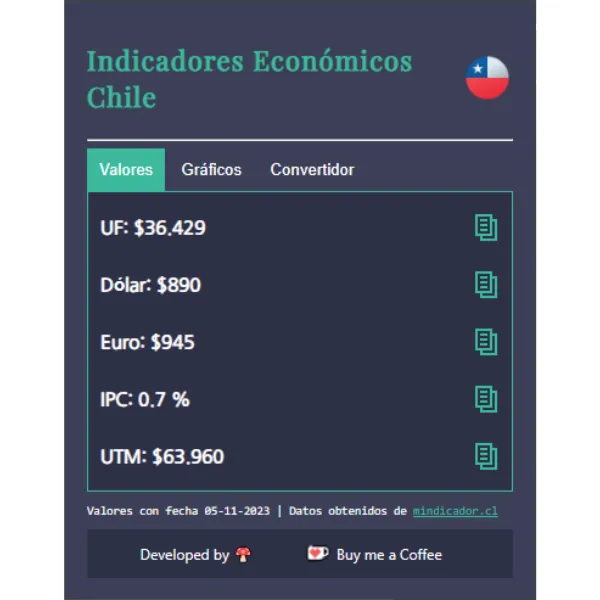 Indicadores Económicos
Chile
Valores Gráficos Convertidor
UF: $36.429
Dólar: $890
Euro: $945
IPC: 0.7 %
UTM: $63.960
Valores con fecha 05-11-2023 | Datos obtenidos de mindicador.cl
Developed by Buy me a Coffee